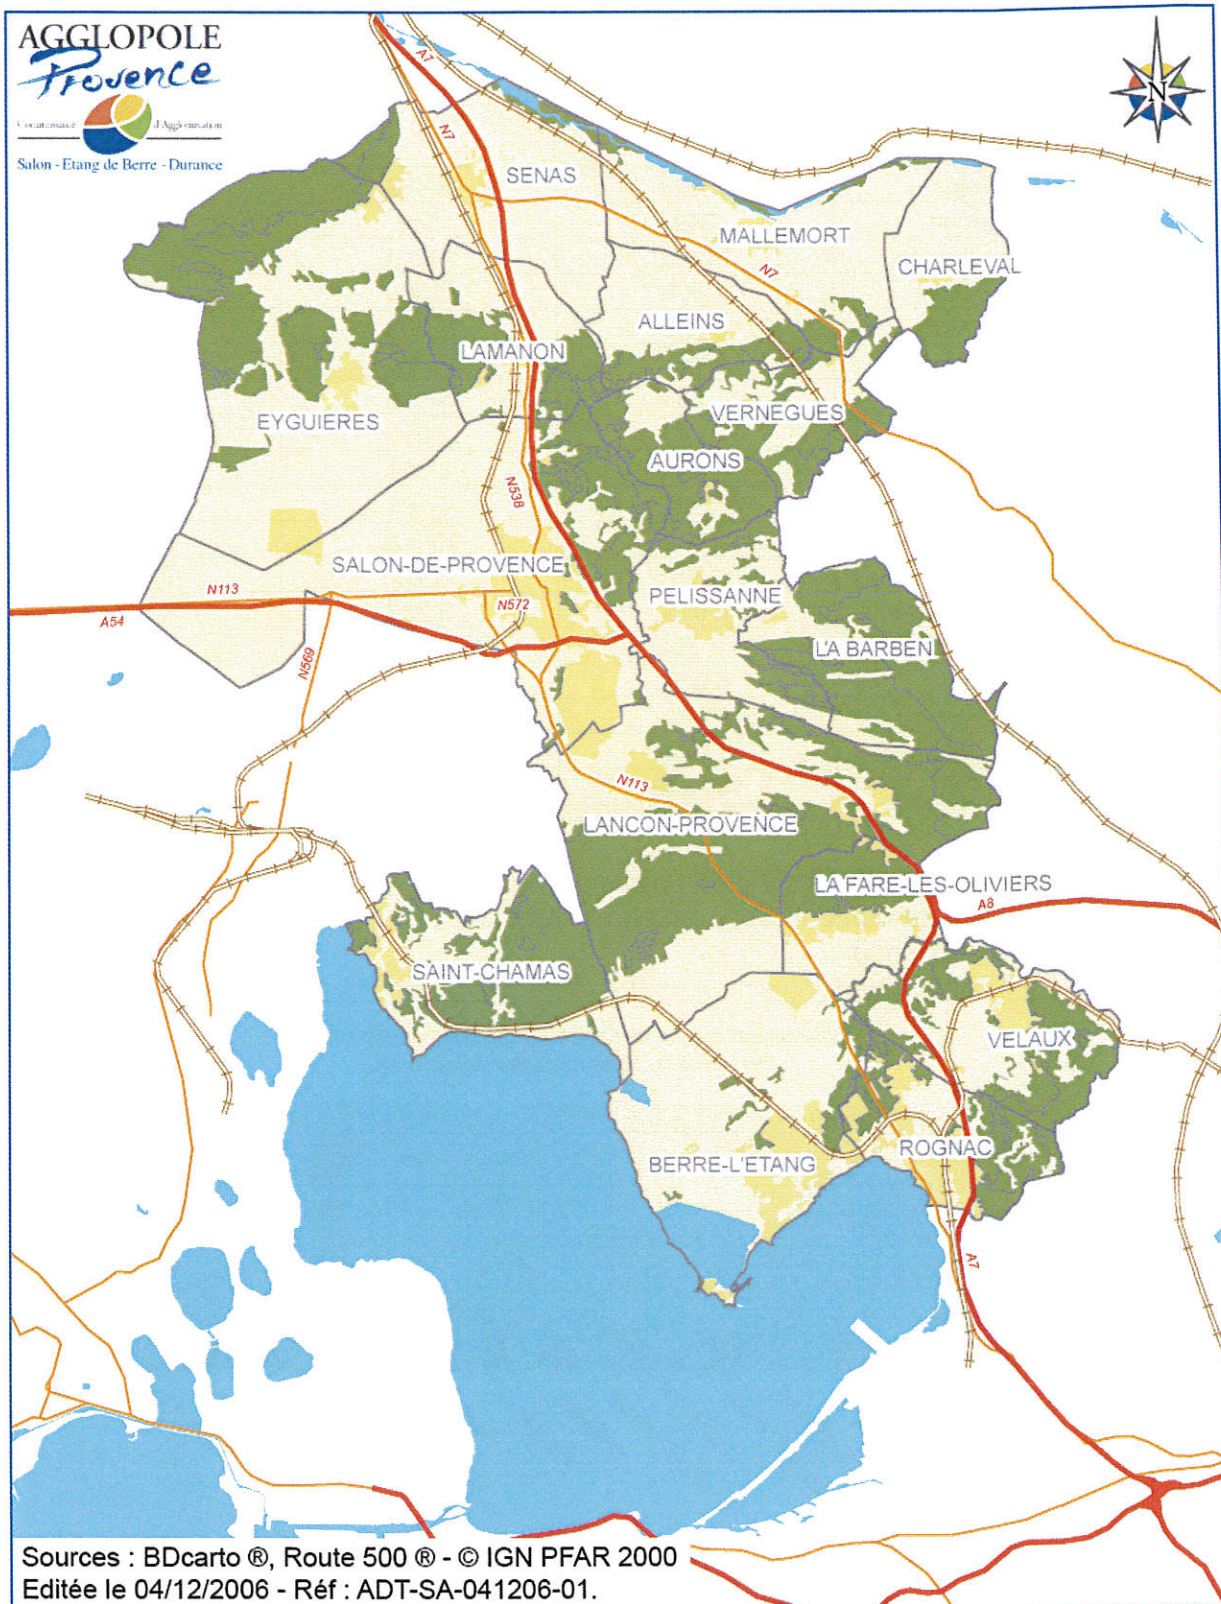 AGGLOPOLE
Provence
Communauté d'Agglomération
Salon - Etang de Berre - Durance
N
A7
N7
SENAS
MALLEMORT
N7
CHARLEVAL
ALLEINS
LAMANON
VERNEGUES
EYGUIERES
AURONS
N538
SALON-DE-PROVENCE
N113
PELISSANNE
N572
A54
LA BARBEN
N569
N113
LANCON-PROVENCE
LA FARE-LES-OLIVIERS
A8
SAINT-CHAMAS
VELAUX
ROGNAC
BERRE-L'ETANG
A7
Sources : BDcarto ®, Route 500 ® - © IGN PFAR 2000
Editée le 04/12/2006 - Réf : ADT-SA-041206-01.